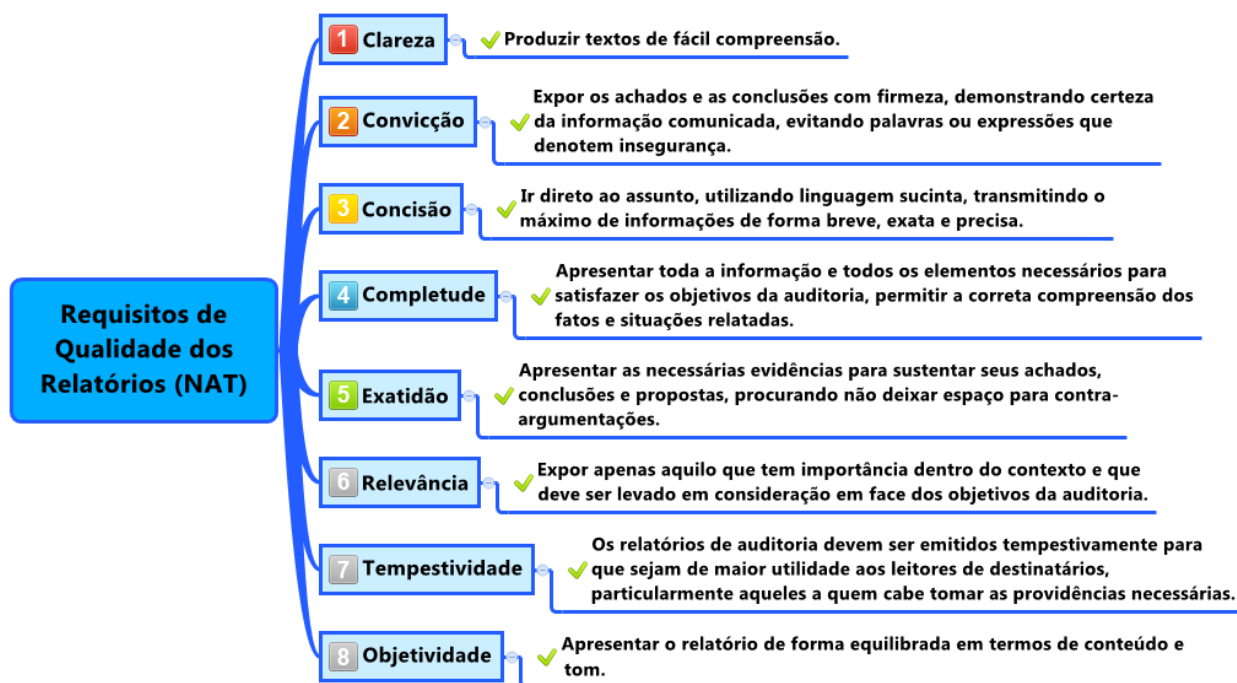 Requisitos de
Qualidade dos
Relatórios (NAT)
1 Clareza
Produzir textos de fácil compreensão.
2 Convicção
Expor os achados e as conclusões com firmeza, demonstrando certeza
da informação comunicada, evitando palavras ou expressões que
denotem insegurança.
3 Concisão
Ir direto ao assunto, utilizando linguagem sucinta, transmitindo o
máximo de informações de forma breve, exata e precisa.
4 Completude
Apresentar toda a informação e todos os elementos necessários para
satisfazer os objetivos da auditoria, permitir a correta compreensão dos
fatos e situações relatadas.
5 Exatidão
Apresentar as necessárias evidências para sustentar seus achados,
conclusões e propostas, procurando não deixar espaço para contra-
argumentações.
6 Relevância
Expor apenas aquilo que tem importância dentro do contexto e que
deve ser levado em consideração em face dos objetivos da auditoria.
7 Tempestividade
Os relatórios de auditoria devem ser emitidos tempestivamente para
que sejam de maior utilidade aos leitores de destinatários,
particularmente aqueles a quem cabe tomar as providências necessárias.
8 Objetividade
Apresentar o relatório de forma equilibrada em termos de conteúdo e
tom.